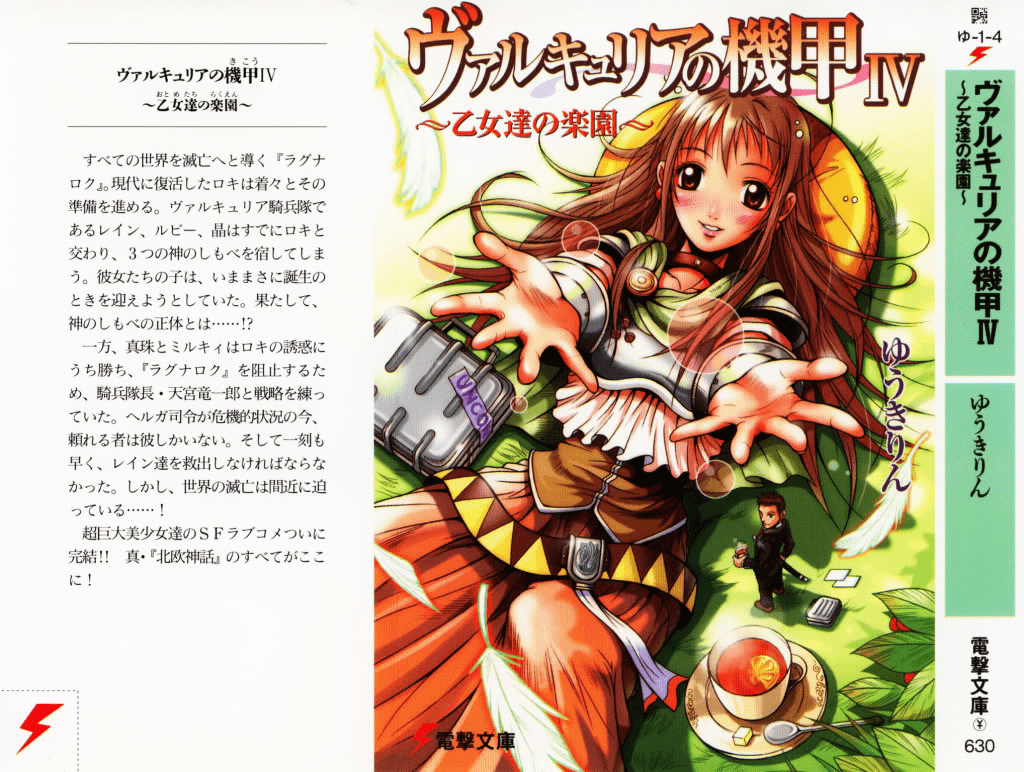 ヴァルキュリアの機甲Ⅳ
きこう
～乙女達の楽園～
おとめたち らくえん
すべての世界を滅亡へと導く『ラグナ
ロク』。現代に復活したロキは着々とその
準備を進める。ヴァルキュリア騎兵隊で
あるレイン、ルビー、晶はすでにロキと
交わり、３つの神のしもべを宿してしま
う。彼女たちの子は、いままさに誕生の
ときを迎えようとしていた。果たして、
神のしもべの正体とは……!?
一方、真珠とミルキィはロキの誘惑に
うち勝ち、『ラグナロク』を阻止するた
め、騎兵隊長・天宮竜一郎と戦略を練っ
ていた。ヘルガ司令が危機的状況の今、
頼れる者は彼しかいない。そして一刻も
早く、レイン達を救出しなければならな
かった。しかし、世界の滅亡は間近に迫
っている……！
超巨大美少女達のＳＦラブコメついに
完結!! 真・『北欧神話』のすべてがここ
に！
ヴァルキュリアの機甲Ⅳ
～乙女達の楽園～
ゆうきりん
電撃文庫
ゆ-1-4
ヴァルキュリアの機甲Ⅳ
～乙女達の楽園～
ゆうきりん
電撃文庫
¥
630